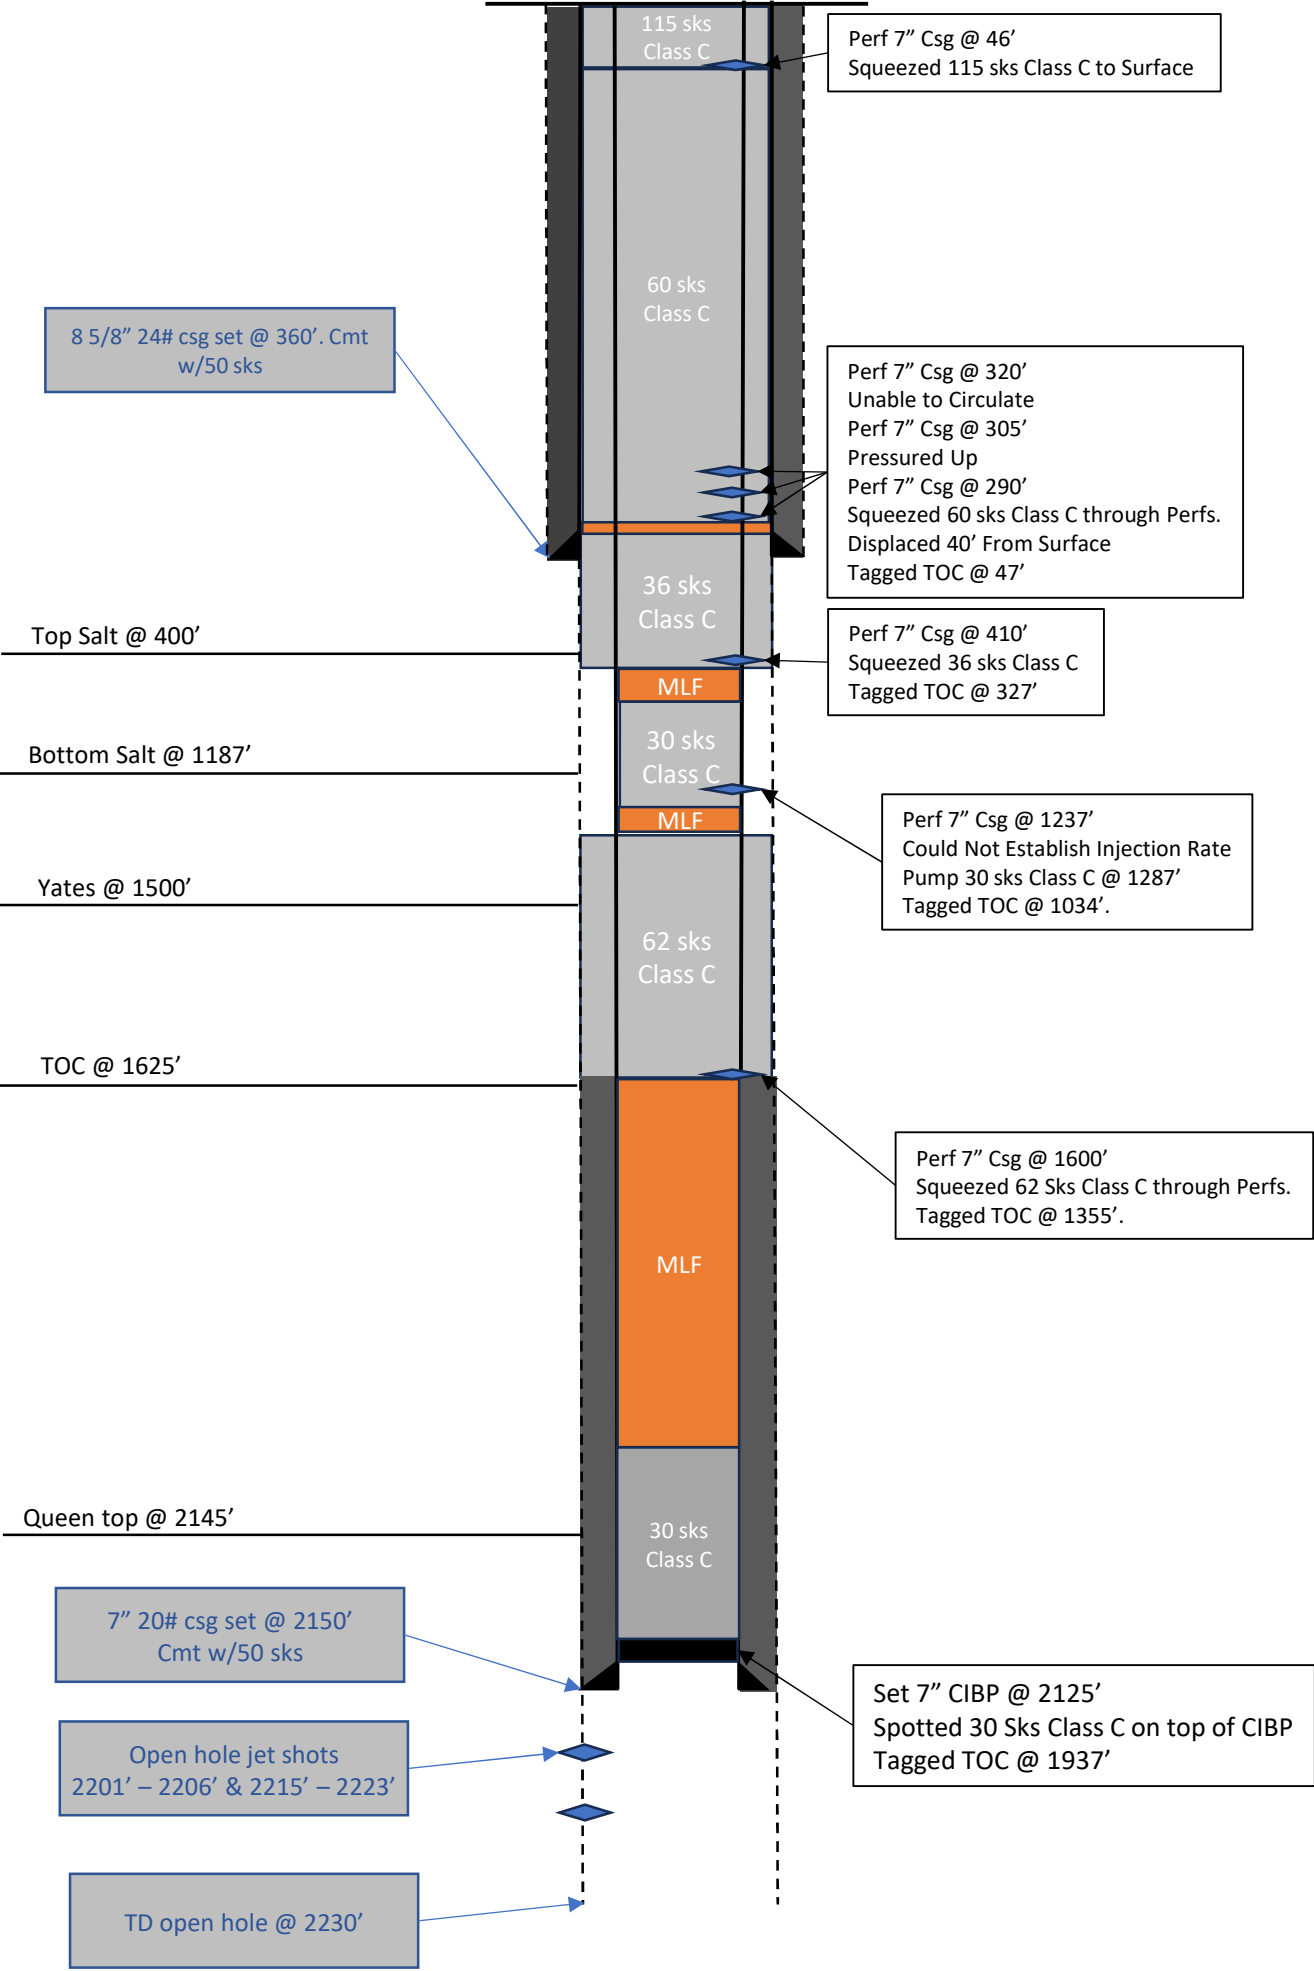 115 sks
Class C
Perf 7” Csg @ 46’
Squeezed 115 sks Class C to Surface
60 sks
Class C
8 5/8” 24# csg set @ 360’. Cmt
w/50 sks
Perf 7” Csg @ 320’
Unable to Circulate
Perf 7” Csg @ 305’
Pressured Up
Perf 7” Csg @ 290’
Squeezed 60 sks Class C through Perfs.
Displaced 40’ From Surface
Tagged TOC @ 47’
36 sks
Class C
Top Salt @ 400’
Perf 7” Csg @ 410’
Squeezed 36 sks Class C
Tagged TOC @ 327’
MLF
30 sks
Class C
Bottom Salt @ 1187’
MLF
Perf 7” Csg @ 1237’
Could Not Establish Injection Rate
Pump 30 sks Class C @ 1287’
Tagged TOC @ 1034’.
Yates @ 1500’
62 sks
Class C
TOC @ 1625’
Perf 7” Csg @ 1600’
Squeezed 62 Sks Class C through Perfs.
Tagged TOC @ 1355’.
MLF
Queen top @ 2145’
30 sks
Class C
7” 20# csg set @ 2150’
Cmt w/50 sks
Set 7” CIBP @ 2125’
Spotted 30 Sks Class C on top of CIBP
Tagged TOC @ 1937’
Open hole jet shots
2201’ – 2206’ & 2215’ – 2223’
TD open hole @ 2230’